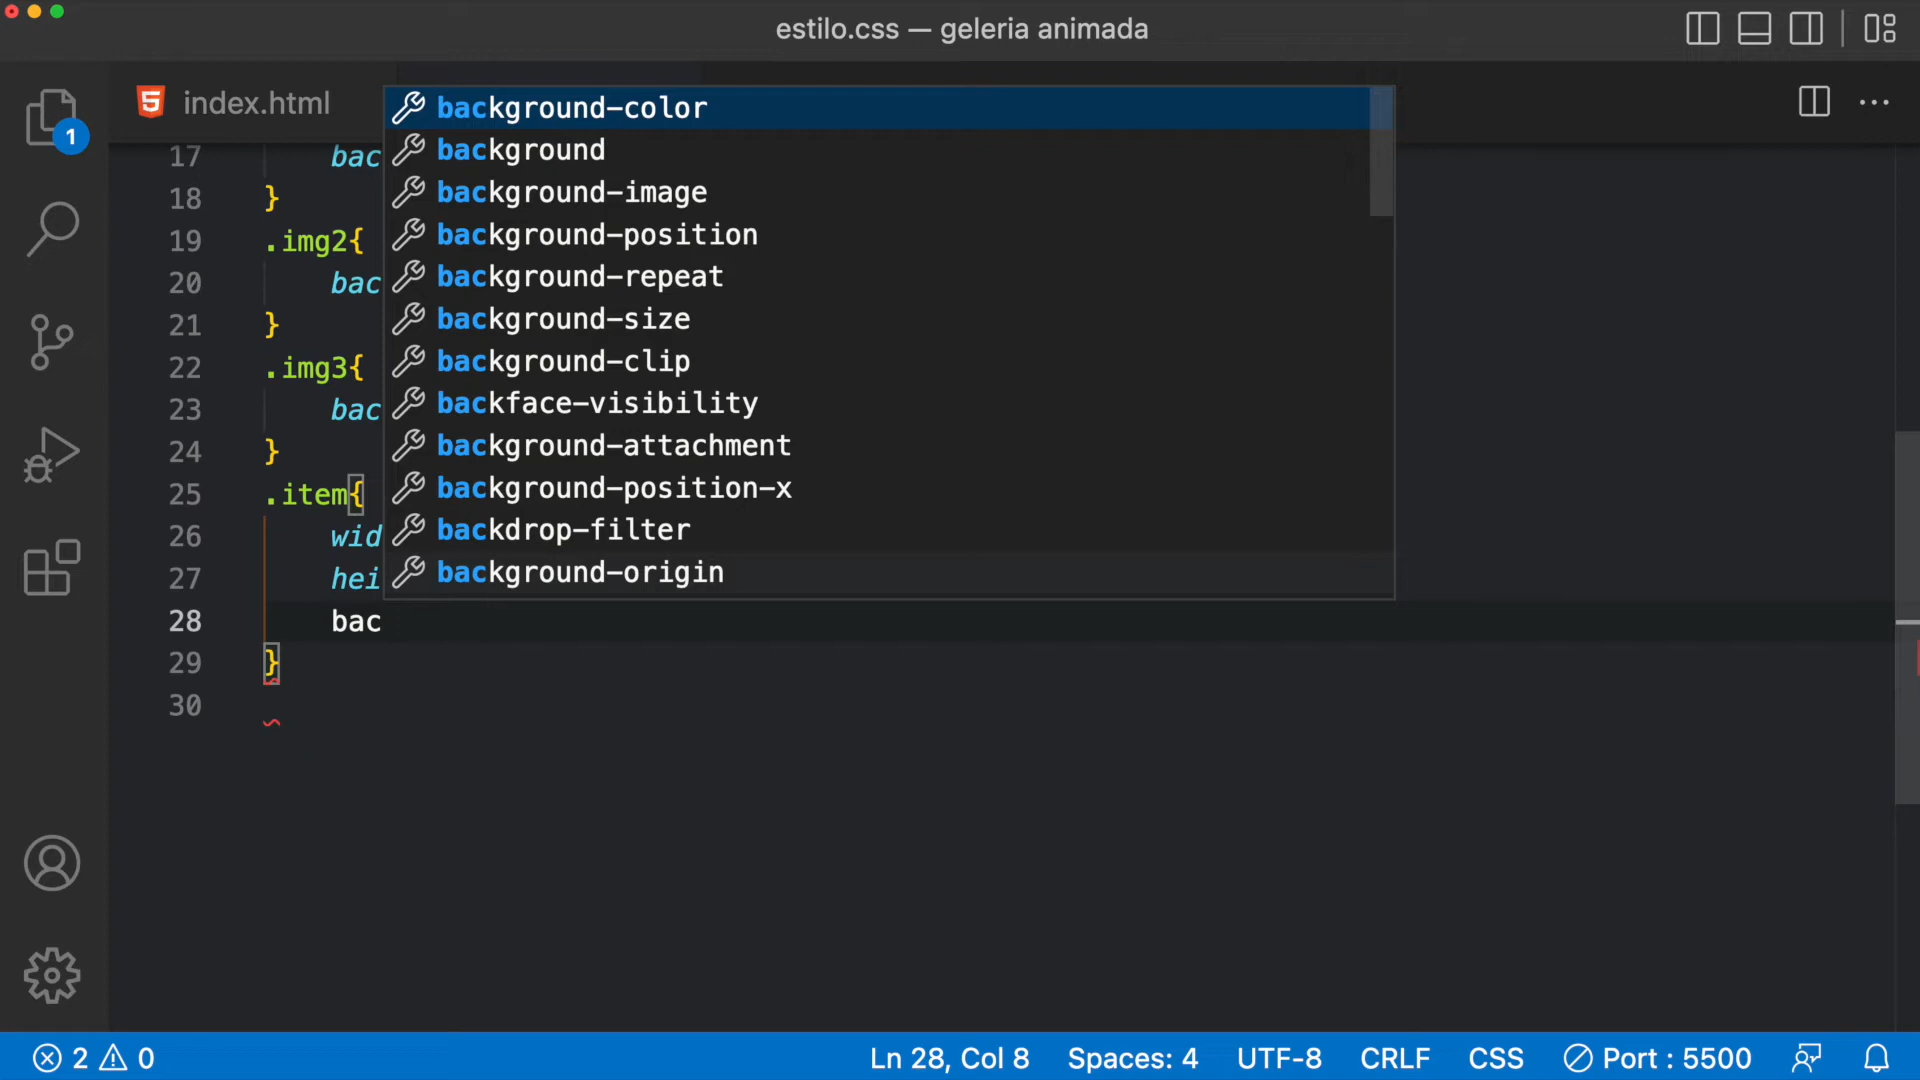 estilo.css — geleria animada
index.html
1
background-color
background
background-image
background-position
background-repeat
background-size
background-clip
backface-visibility
background-attachment
background-position-x
backdrop-filter
background-origin
17 bac
18 }
19 .img2{
20 bac
21 }
22 .img3{
23 bac
24 }
25 .item{
26 wid
27 hei
28 bac
29 }
30
2 0 Ln 28, Col 8 Spaces: 4 UTF-8 CRLF CSS Port : 5500